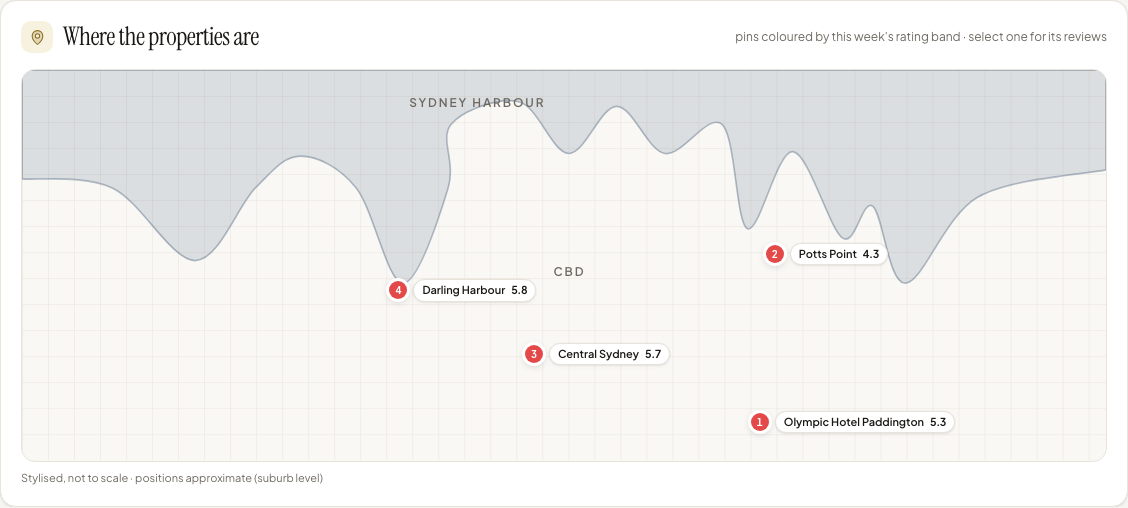 Where the properties are
pins coloured by this week's rating band · select one for its reviews
SYDNEY HARBOUR
2 Potts Point 4.3
CBD
4 Darling Harbour 5.8
3 Central Sydney 5.7
1 Olympic Hotel Paddington 5.3
Stylised, not to scale · positions approximate (suburb level)